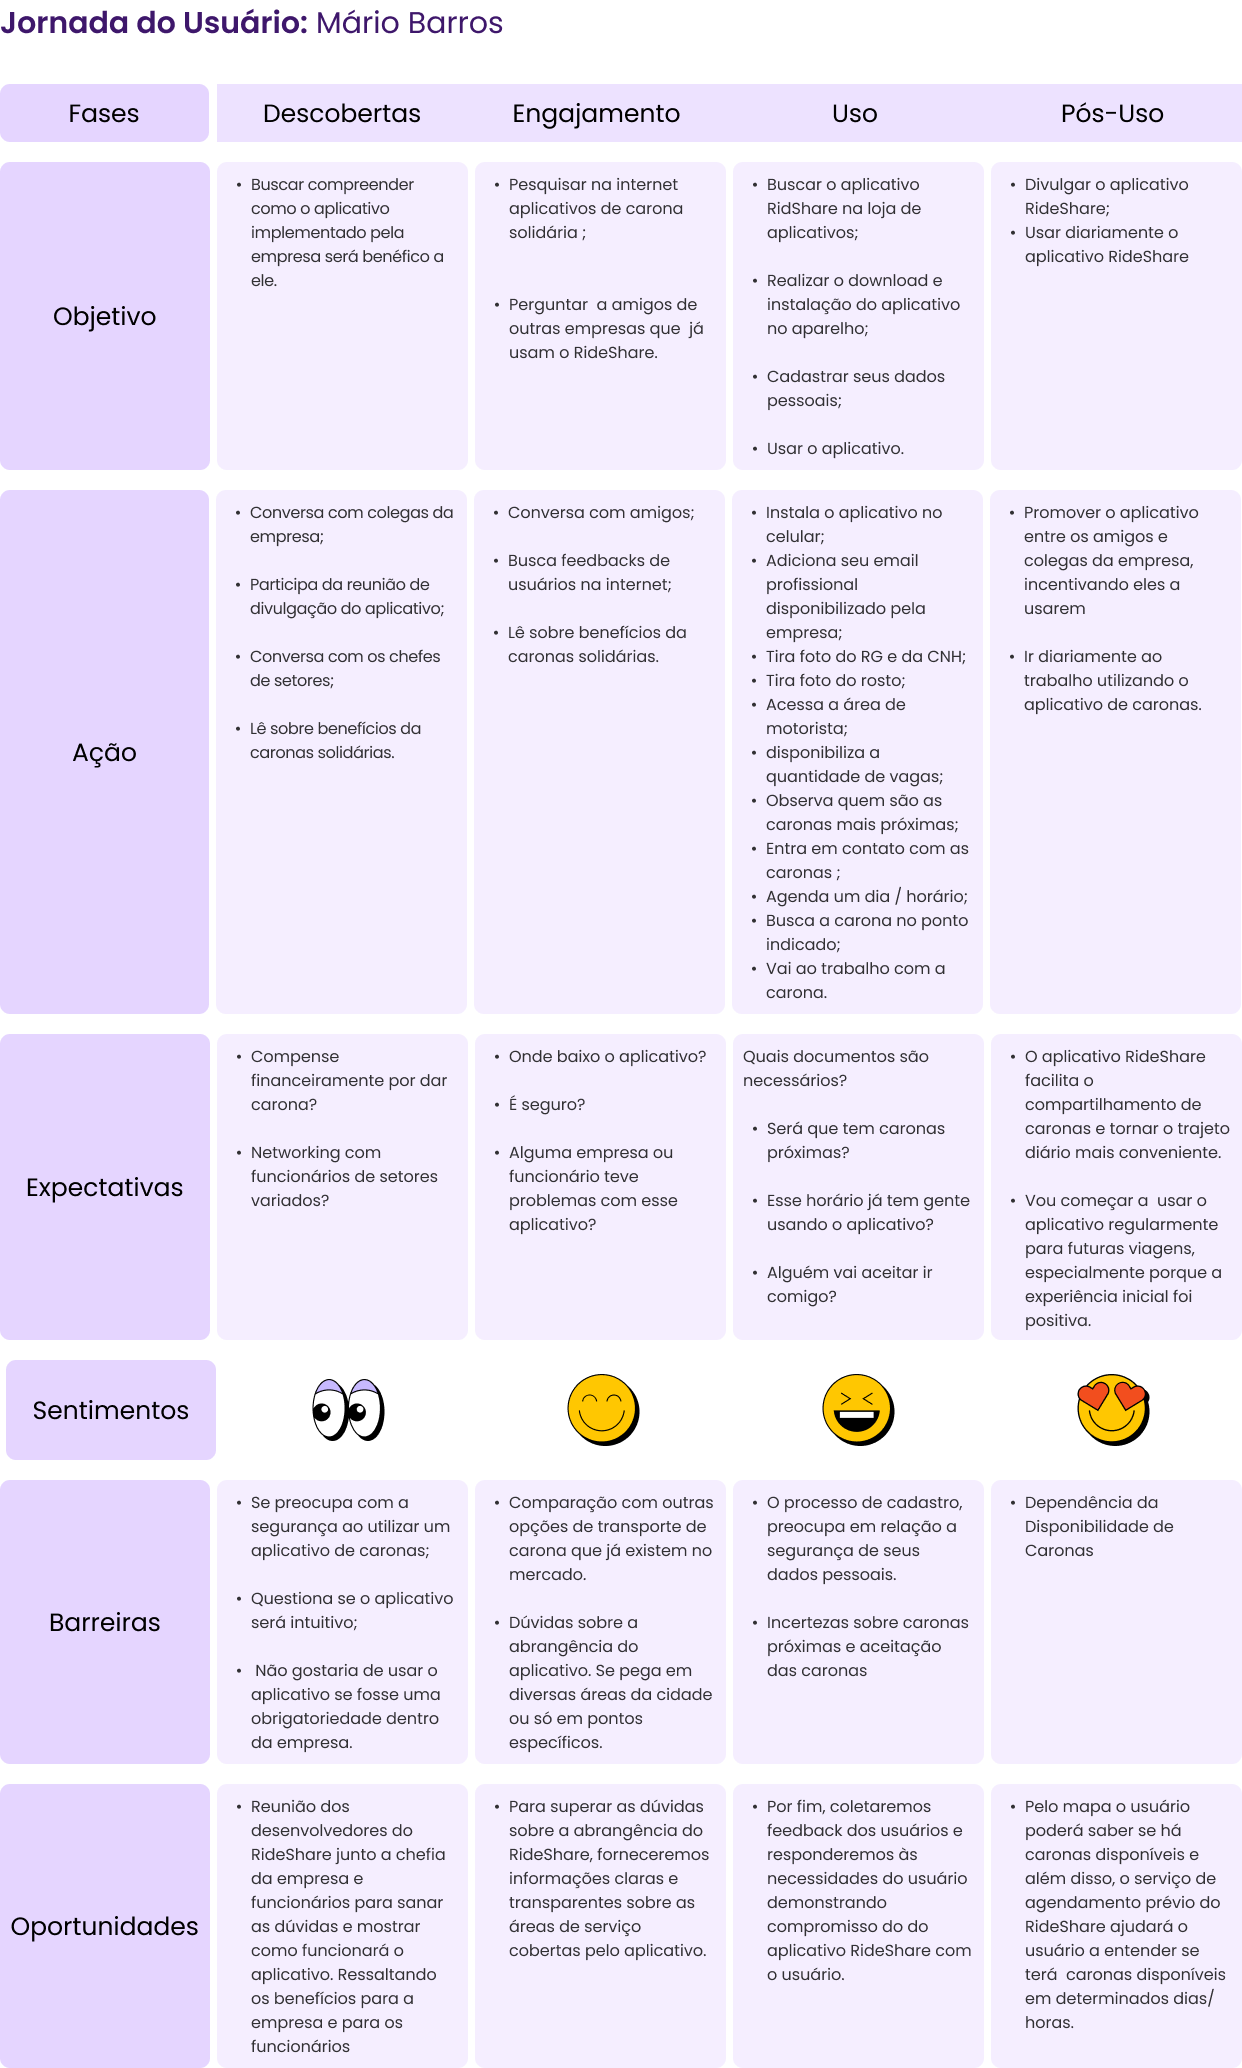 Jornada do Usuário: Mário Barros
Fases
Descobertas
Engajamento
Uso
Pós-Uso
Objetivo
• Buscar compreender
como o aplicativo
implementado pela
empresa será benéfico a
ele.
• Pesquisar na internet
aplicativos de carona
solidária ;
• Perguntar  a amigos de
outras empresas que  já
usam o RideShare.
• Buscar o aplicativo
RidShare na loja de
aplicativos;
• Realizar o download e
instalação do aplicativo
no aparelho;
• Cadastrar seus dados
pessoais;
• Usar o aplicativo.
• Divulgar o aplicativo
RideShare;
• Usar diariamente o
aplicativo RideShare
Ação
• Conversa com colegas da
empresa;
• Participa da reunião de
divulgação do aplicativo;
• Conversa com os chefes
de setores;
• Lê sobre benefícios da
caronas solidárias.
• Conversa com amigos;
• Busca feedbacks de
usuários na internet;
• Lê sobre benefícios da
caronas solidárias.
• Instala o aplicativo no
celular;
• Adiciona seu email
profissional
disponibilizado pela
empresa;
• Tira foto do RG e da CNH;
• Tira foto do rosto;
• Acessa a área de
motorista;
• disponibiliza a
quantidade de vagas;
• Observa quem são as
caronas mais próximas;
• Entra em contato com as
caronas ;
• Agenda um dia / horário;
• Busca a carona no ponto
indicado;
• Vai ao trabalho com a
carona.
• Promover o aplicativo
entre os amigos e
colegas da empresa,
incentivando eles a
usarem
• Ir diariamente ao
trabalho utilizando o
aplicativo de caronas.
Expectativas
• Compense
financeiramente por dar
carona?
• Networking com
funcionários de setores
variados?
• Onde baixo o aplicativo?
• É seguro?
• Alguma empresa ou
funcionário teve
problemas com esse
aplicativo?
Quais documentos são
necessários?
• Será que tem caronas
próximas?
• Esse horário já tem gente
usando o aplicativo?
• Alguém vai aceitar ir
comigo?
• O aplicativo RideShare
facilita o
compartilhamento de
caronas e tornar o trajeto
diário mais conveniente.
• Vou começar a  usar o
aplicativo regularmente
para futuras viagens,
especialmente porque a
experiência inicial foi
positiva.
Sentimentos
Barreiras
• Se preocupa com a
segurança ao utilizar um
aplicativo de caronas;
• Questiona se o aplicativo
será intuitivo;
• Não gostaria de usar o
aplicativo se fosse uma
obrigatoriedade dentro
da empresa.
• Comparação com outras
opções de transporte de
carona que já existem no
mercado.
• Dúvidas sobre a
abrangência do
aplicativo. Se pega em
diversas áreas da cidade
ou só em pontos
específicos.
• O processo de cadastro,
preocupa em relação a
segurança de seus
dados pessoais.
• Incertezas sobre caronas
próximas e aceitação
das caronas
• Dependência da
Disponibilidade de
Caronas
Oportunidades
• Reunião dos
desenvolvedores do
RideShare junto a chefia
da empresa e
funcionários para sanar
as dúvidas e mostrar
como funcionará o
aplicativo. Ressaltando
os benefícios para a
empresa e para os
funcionários
• Para superar as dúvidas
sobre a abrangência do
RideShare, forneceremos
informações claras e
transparentes sobre as
áreas de serviço
cobertas pelo aplicativo.
• Por fim, coletaremos
feedback dos usuários e
responderemos às
necessidades do usuário
demonstrando
compromisso do do
aplicativo RideShare com
o usuário.
• Pelo mapa o usuário
poderá saber se há
caronas disponíveis e
além disso, o serviço de
agendamento prévio do
RideShare ajudará o
usuário a entender se
terá  caronas disponíveis
em determinados dias/
horas.